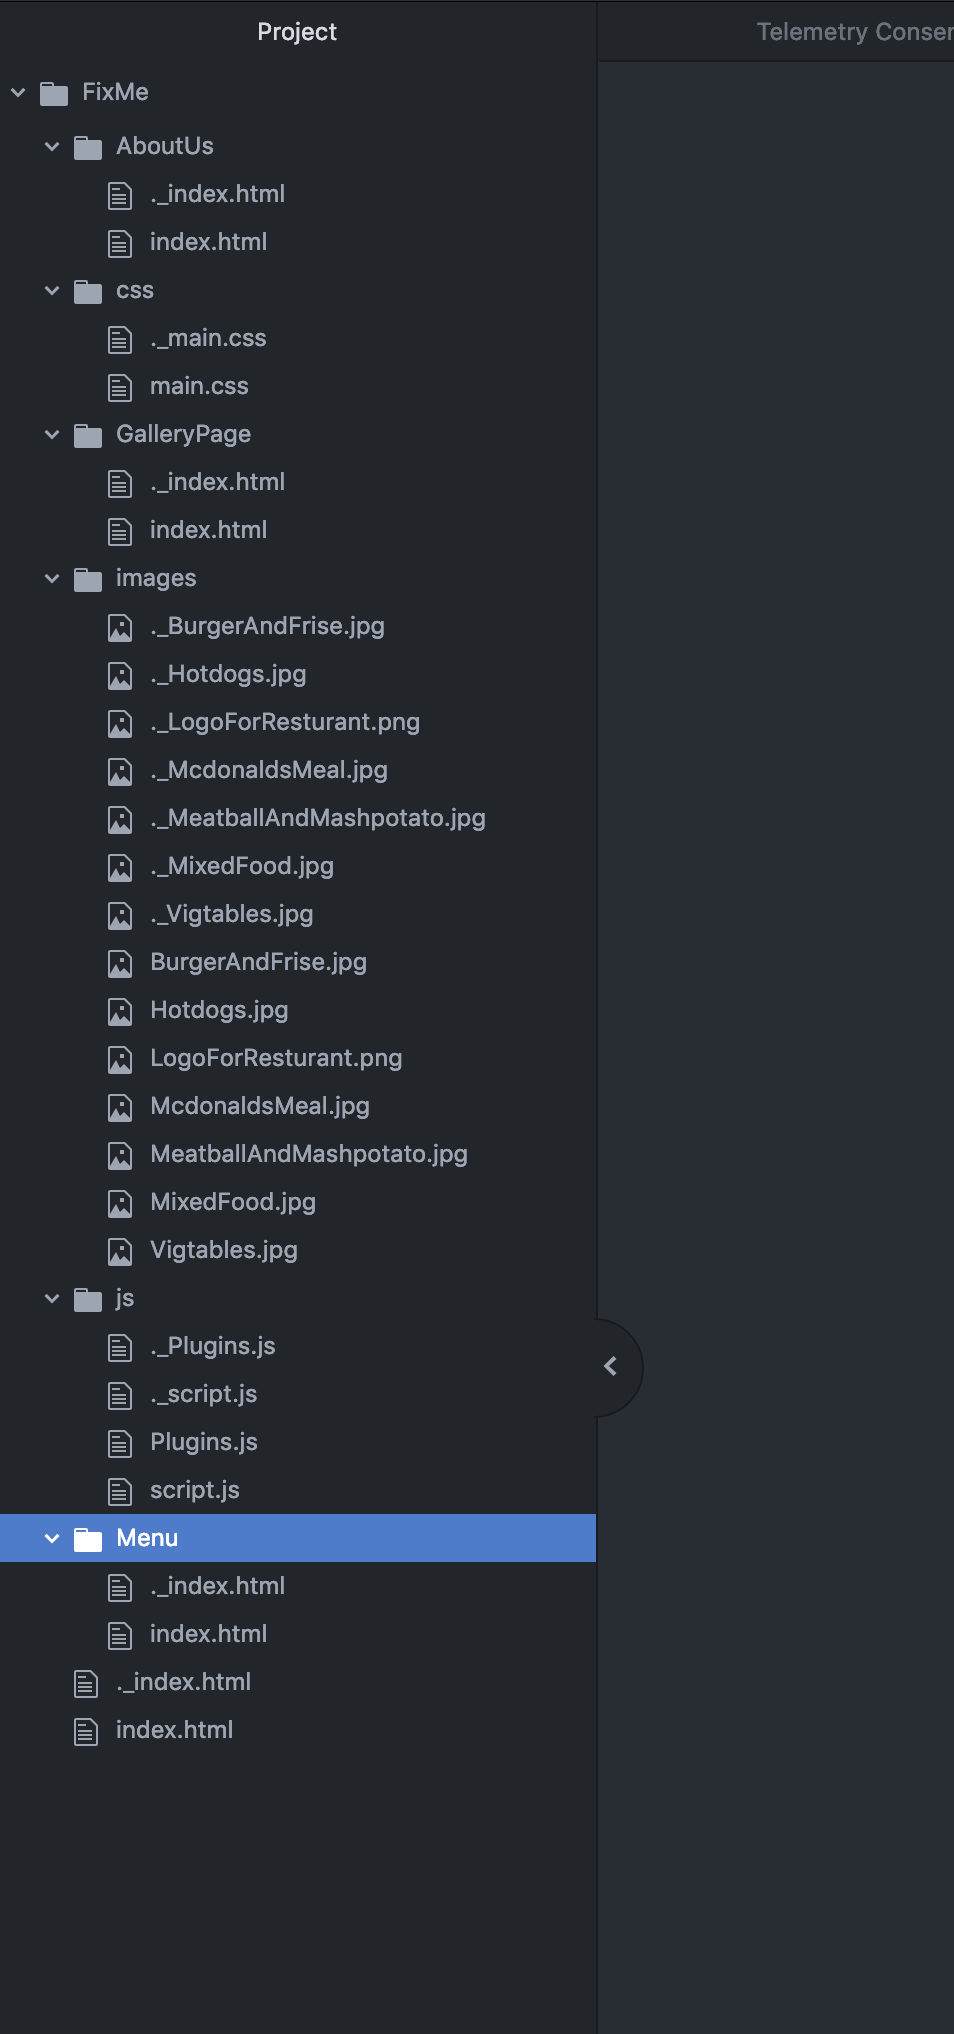 Project
Telemetry Conser
FixMe
AboutUs
._index.html
index.html
css
._main.css
main.css
GalleryPage
._index.html
index.html
images
._BurgerAndFrise.jpg
._Hotdogs.jpg
._LogoForResturant.png
._McdonaldsMeal.jpg
._MeatballAndMashpotato.jpg
._MixedFood.jpg
._Vigtables.jpg
BurgerAndFrise.jpg
Hotdogs.jpg
LogoForResturant.png
McdonaldsMeal.jpg
MeatballAndMashpotato.jpg
MixedFood.jpg
Vigtables.jpg
js
._Plugins.js
._script.js
Plugins.js
script.js
Menu
._index.html
index.html
._index.html
index.html